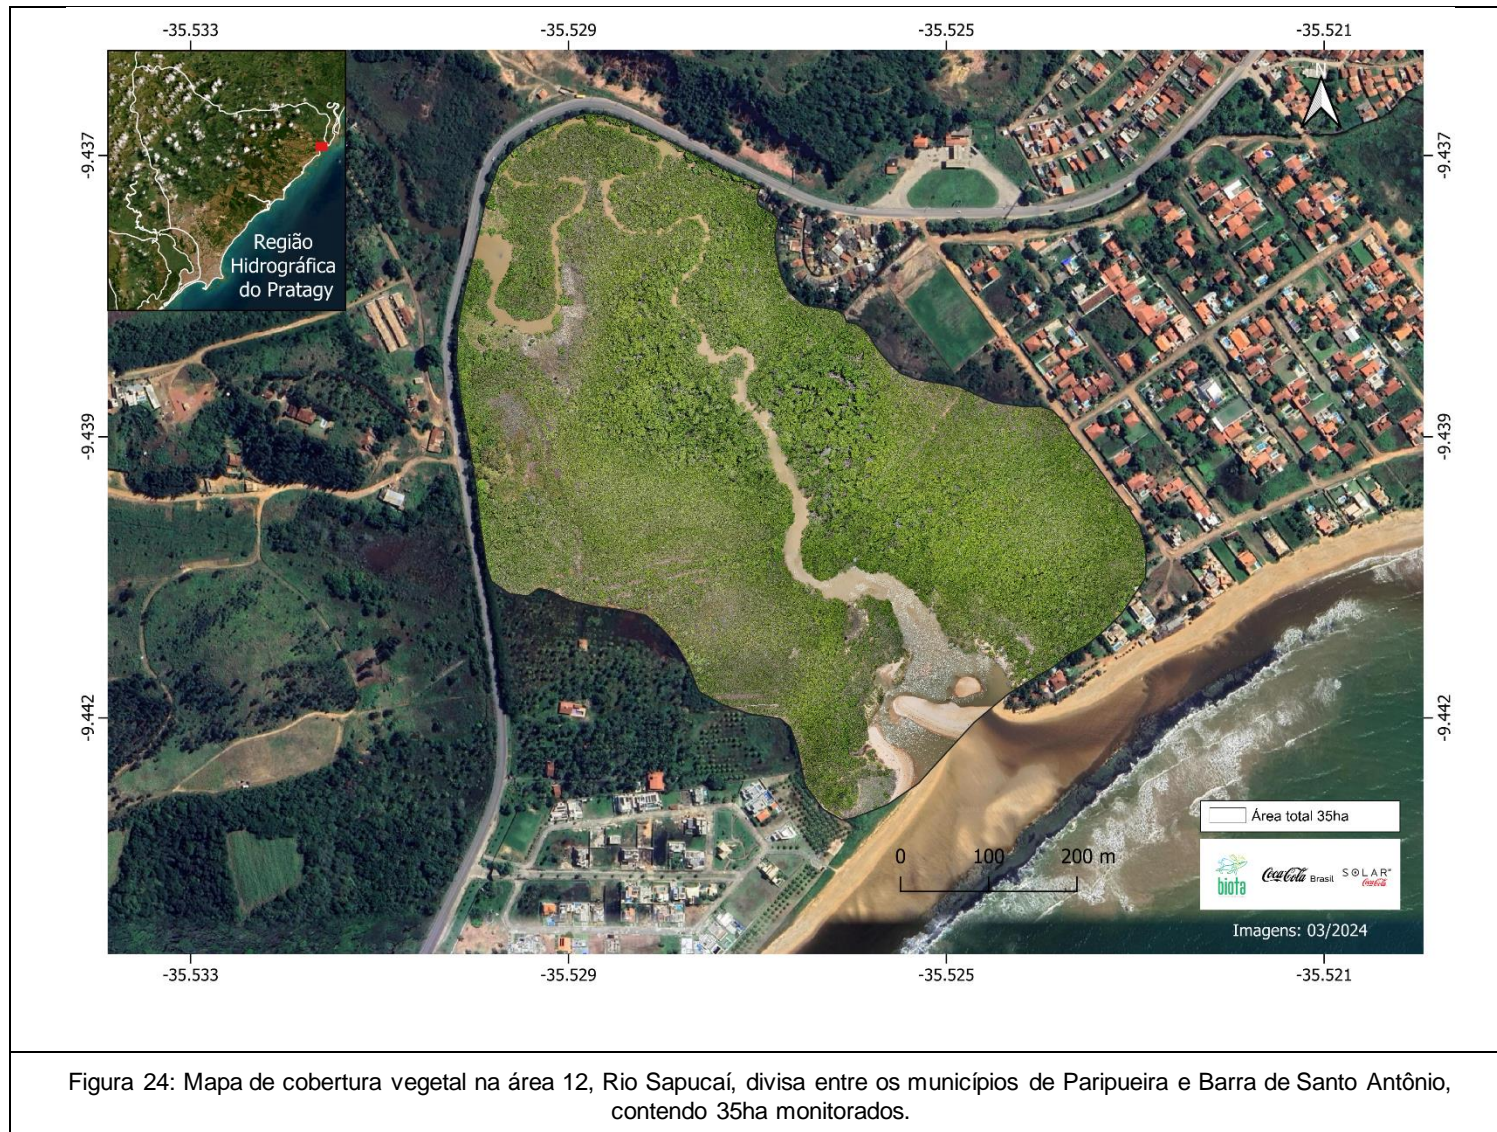 -35.533
-35.529
-35.525
-35.521
N
-9.437
-9.437
Região
Hidrográfica
do Pratagy
-9.439
-9.439
-9.442
-9.442
Área total 35ha
0 100 200 m
biota
Coca-Cola Brasil
SOLAR
Coca-Cola
Imagens: 03/2024
-35.533
-35.529
-35.525
-35.521
Figura 24: Mapa de cobertura vegetal na área 12, Rio Sapucaí, divisa entre os municípios de Paripueira e Barra de Santo Antônio,
contendo 35ha monitorados.